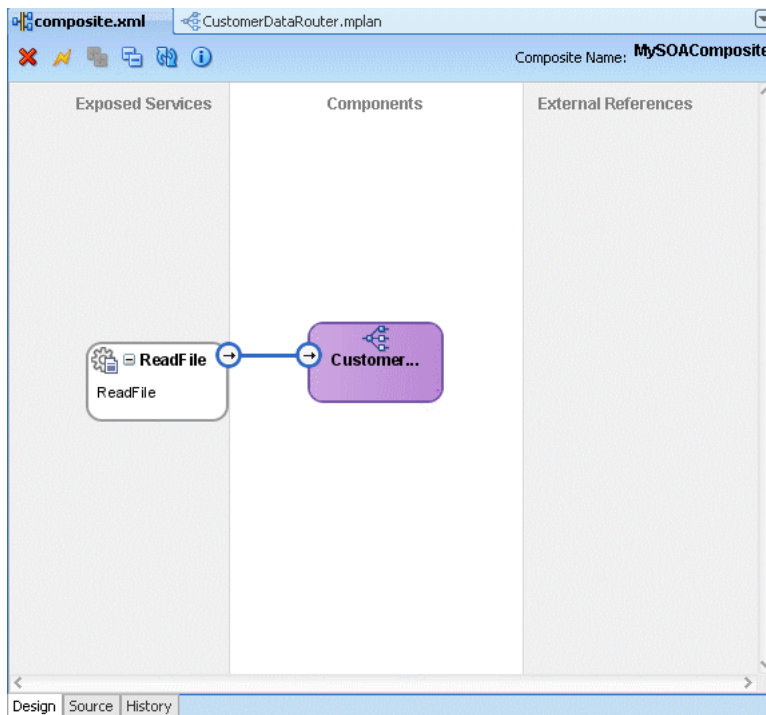 composite.xml
CustomerDataRouter.mplan
Composite Name: MySOAComposite
Exposed Services
Components
External References
ReadFile
ReadFile
Customer...
Design
Source
History